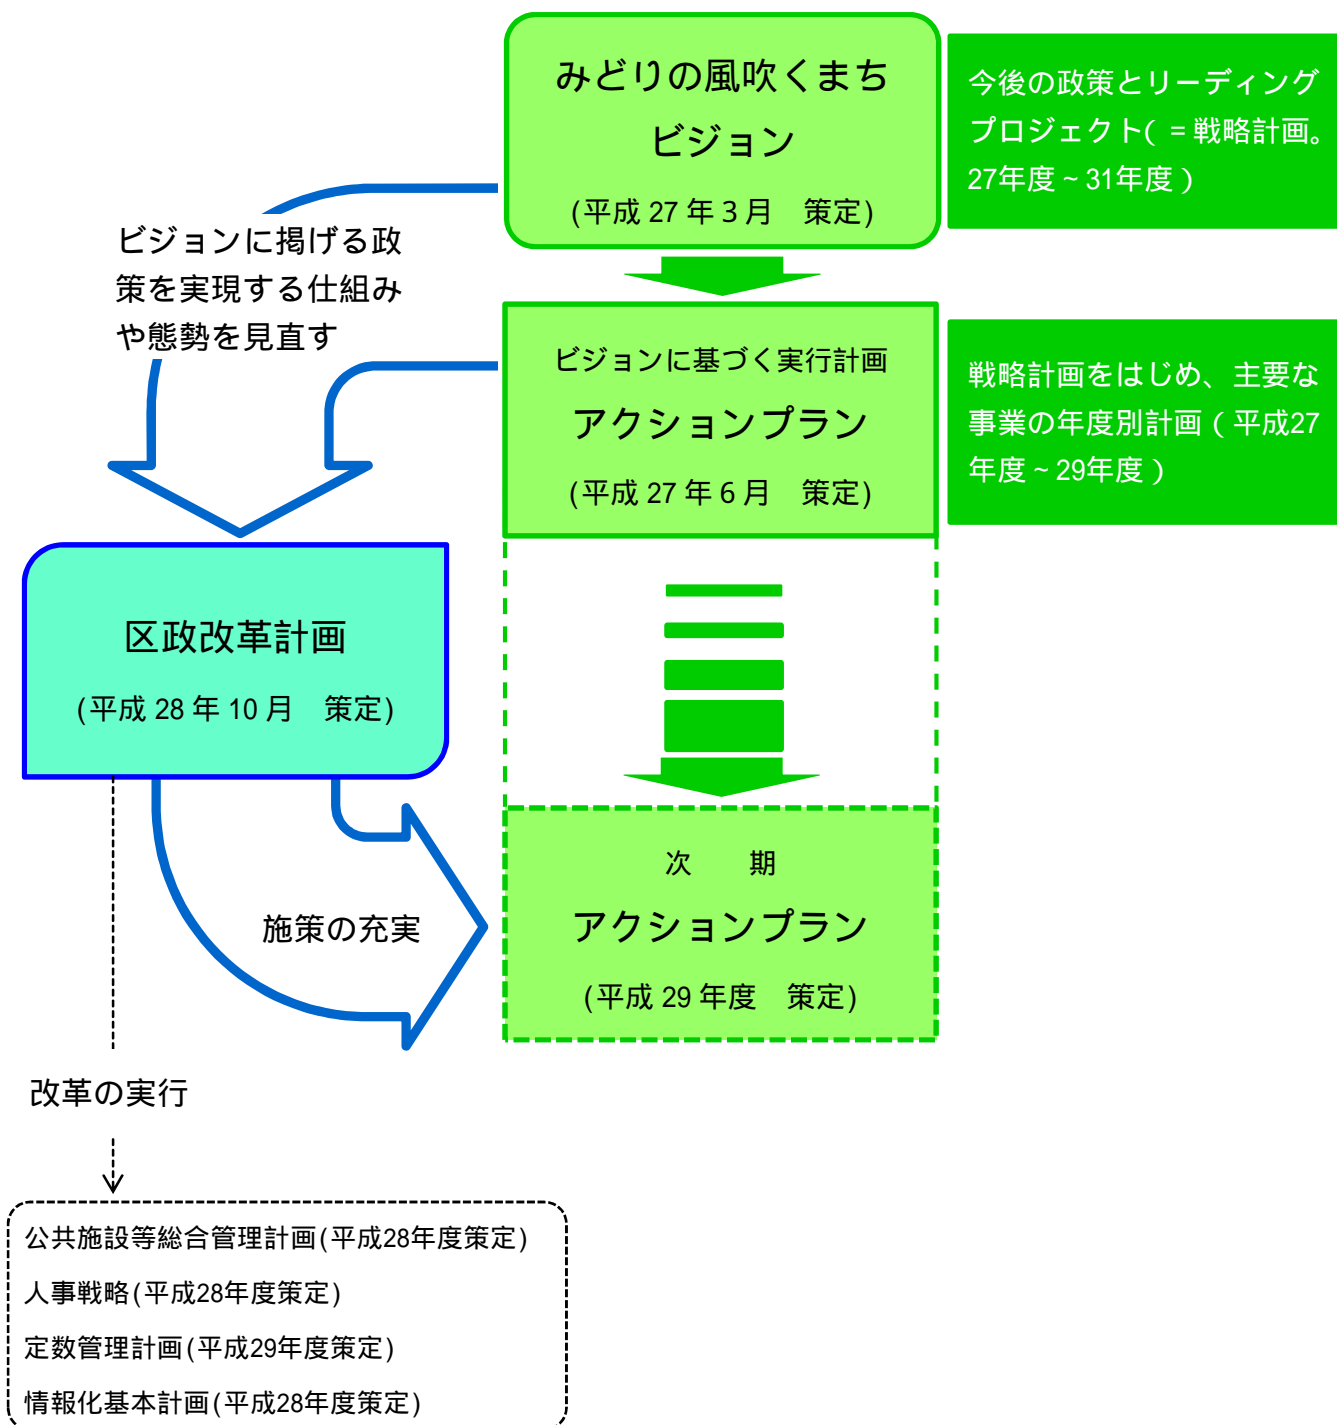 みどりの風吹くまち
ビジョン
(平成 27 年 3 月　策定)
今後の政策とリーディング
プロジェクト( = 戦略計画。
27年度 ~ 31年度 )
ビジョンに掲げる政
策を実現する仕組み
や態勢を見直す
ビジョンに基づく実行計画
アクションプラン
(平成 27 年 6 月　策定)
戦略計画をはじめ、主要な
事業の年度別計画 ( 平成27
年度 ~ 29年度 )
区政改革計画
(平成 28 年 10 月　策定)
次　期
アクションプラン
(平成 29 年度　策定)
施策の充実
改革の実行
公共施設等総合管理計画(平成28年度策定)
人事戦略(平成28年度策定)
定数管理計画(平成29年度策定)
情報化基本計画(平成28年度策定)